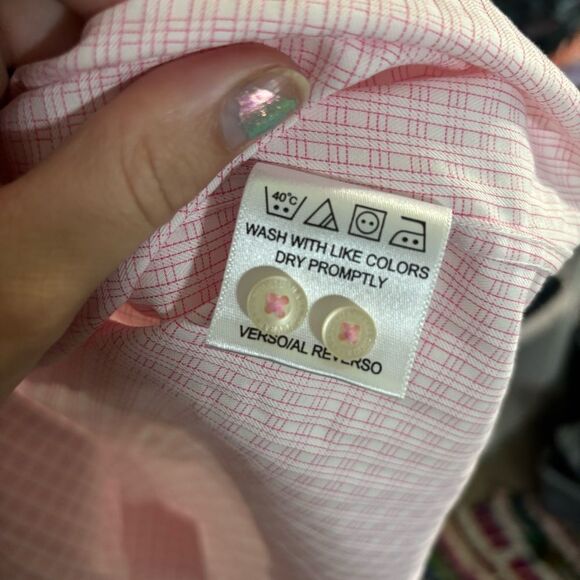 40°C
WASH WITH LIKE COLORS
DRY PROMPTLY
VERSO/AL REVERSO